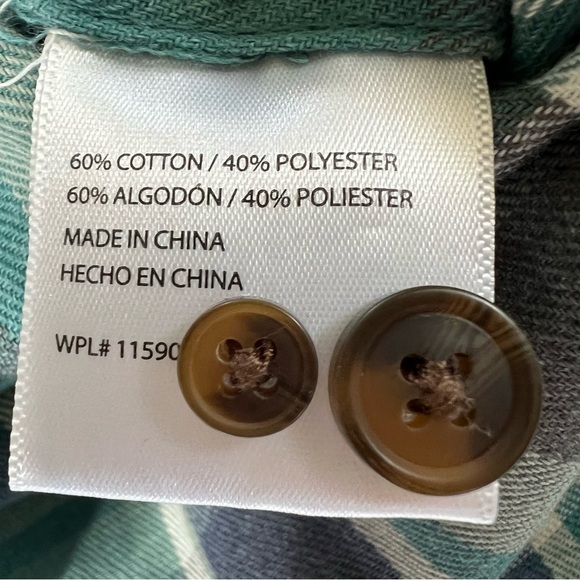 60% COTTON / 40% POLYESTER
60% ALGODÓN / 40% POLIESTER
MADE IN CHINA
HECHO EN CHINA
WPL# 11590